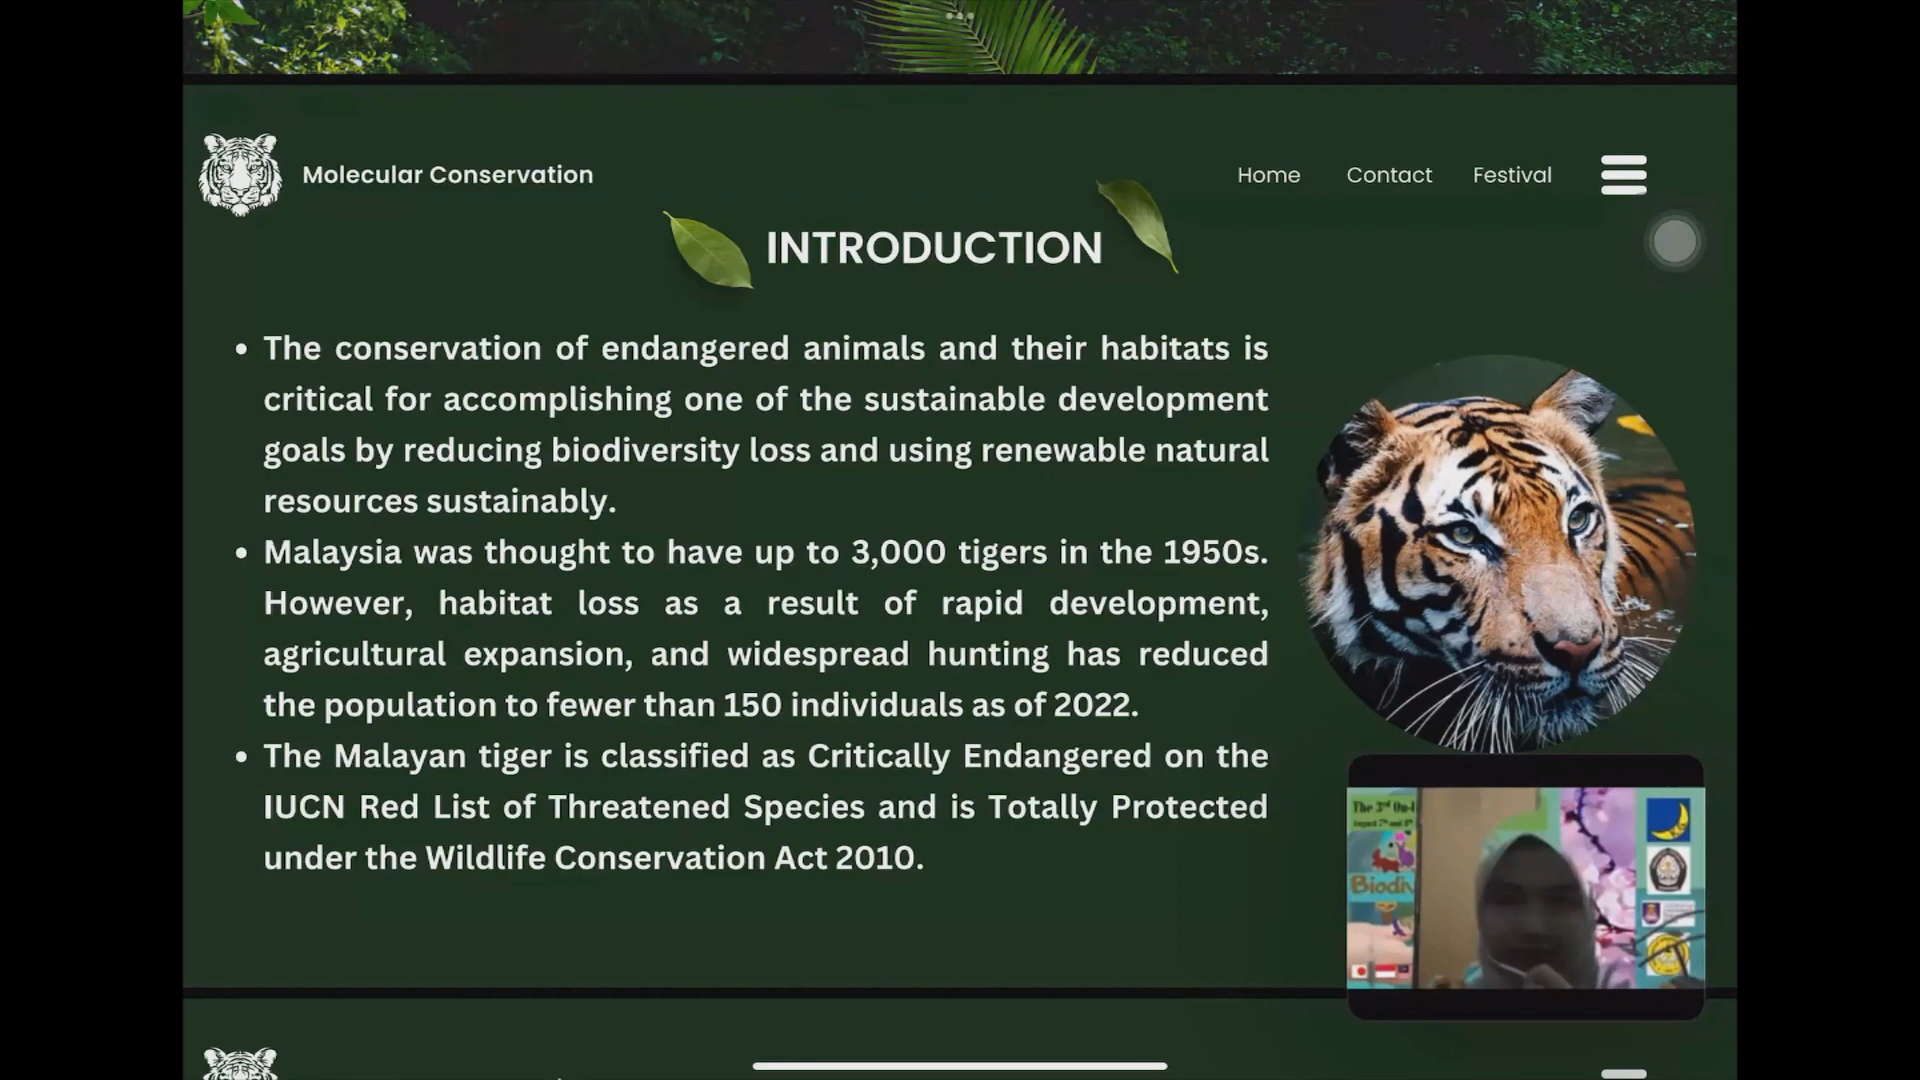 Molecular Conservation
Home Contact Festival
INTRODUCTION
• The conservation of endangered animals and their habitats is
critical for accomplishing one of the sustainable development
goals by reducing biodiversity loss and using renewable natural
resources sustainably.
• Malaysia was thought to have up to 3,000 tigers in the 1950s.
However, habitat loss as a result of rapid development,
agricultural expansion, and widespread hunting has reduced
the population to fewer than 150 individuals as of 2022.
• The Malayan tiger is classified as Critically Endangered on the
IUCN Red List of Threatened Species and is Totally Protected
under the Wildlife Conservation Act 2010.
The 3rd On-l
Biodiv